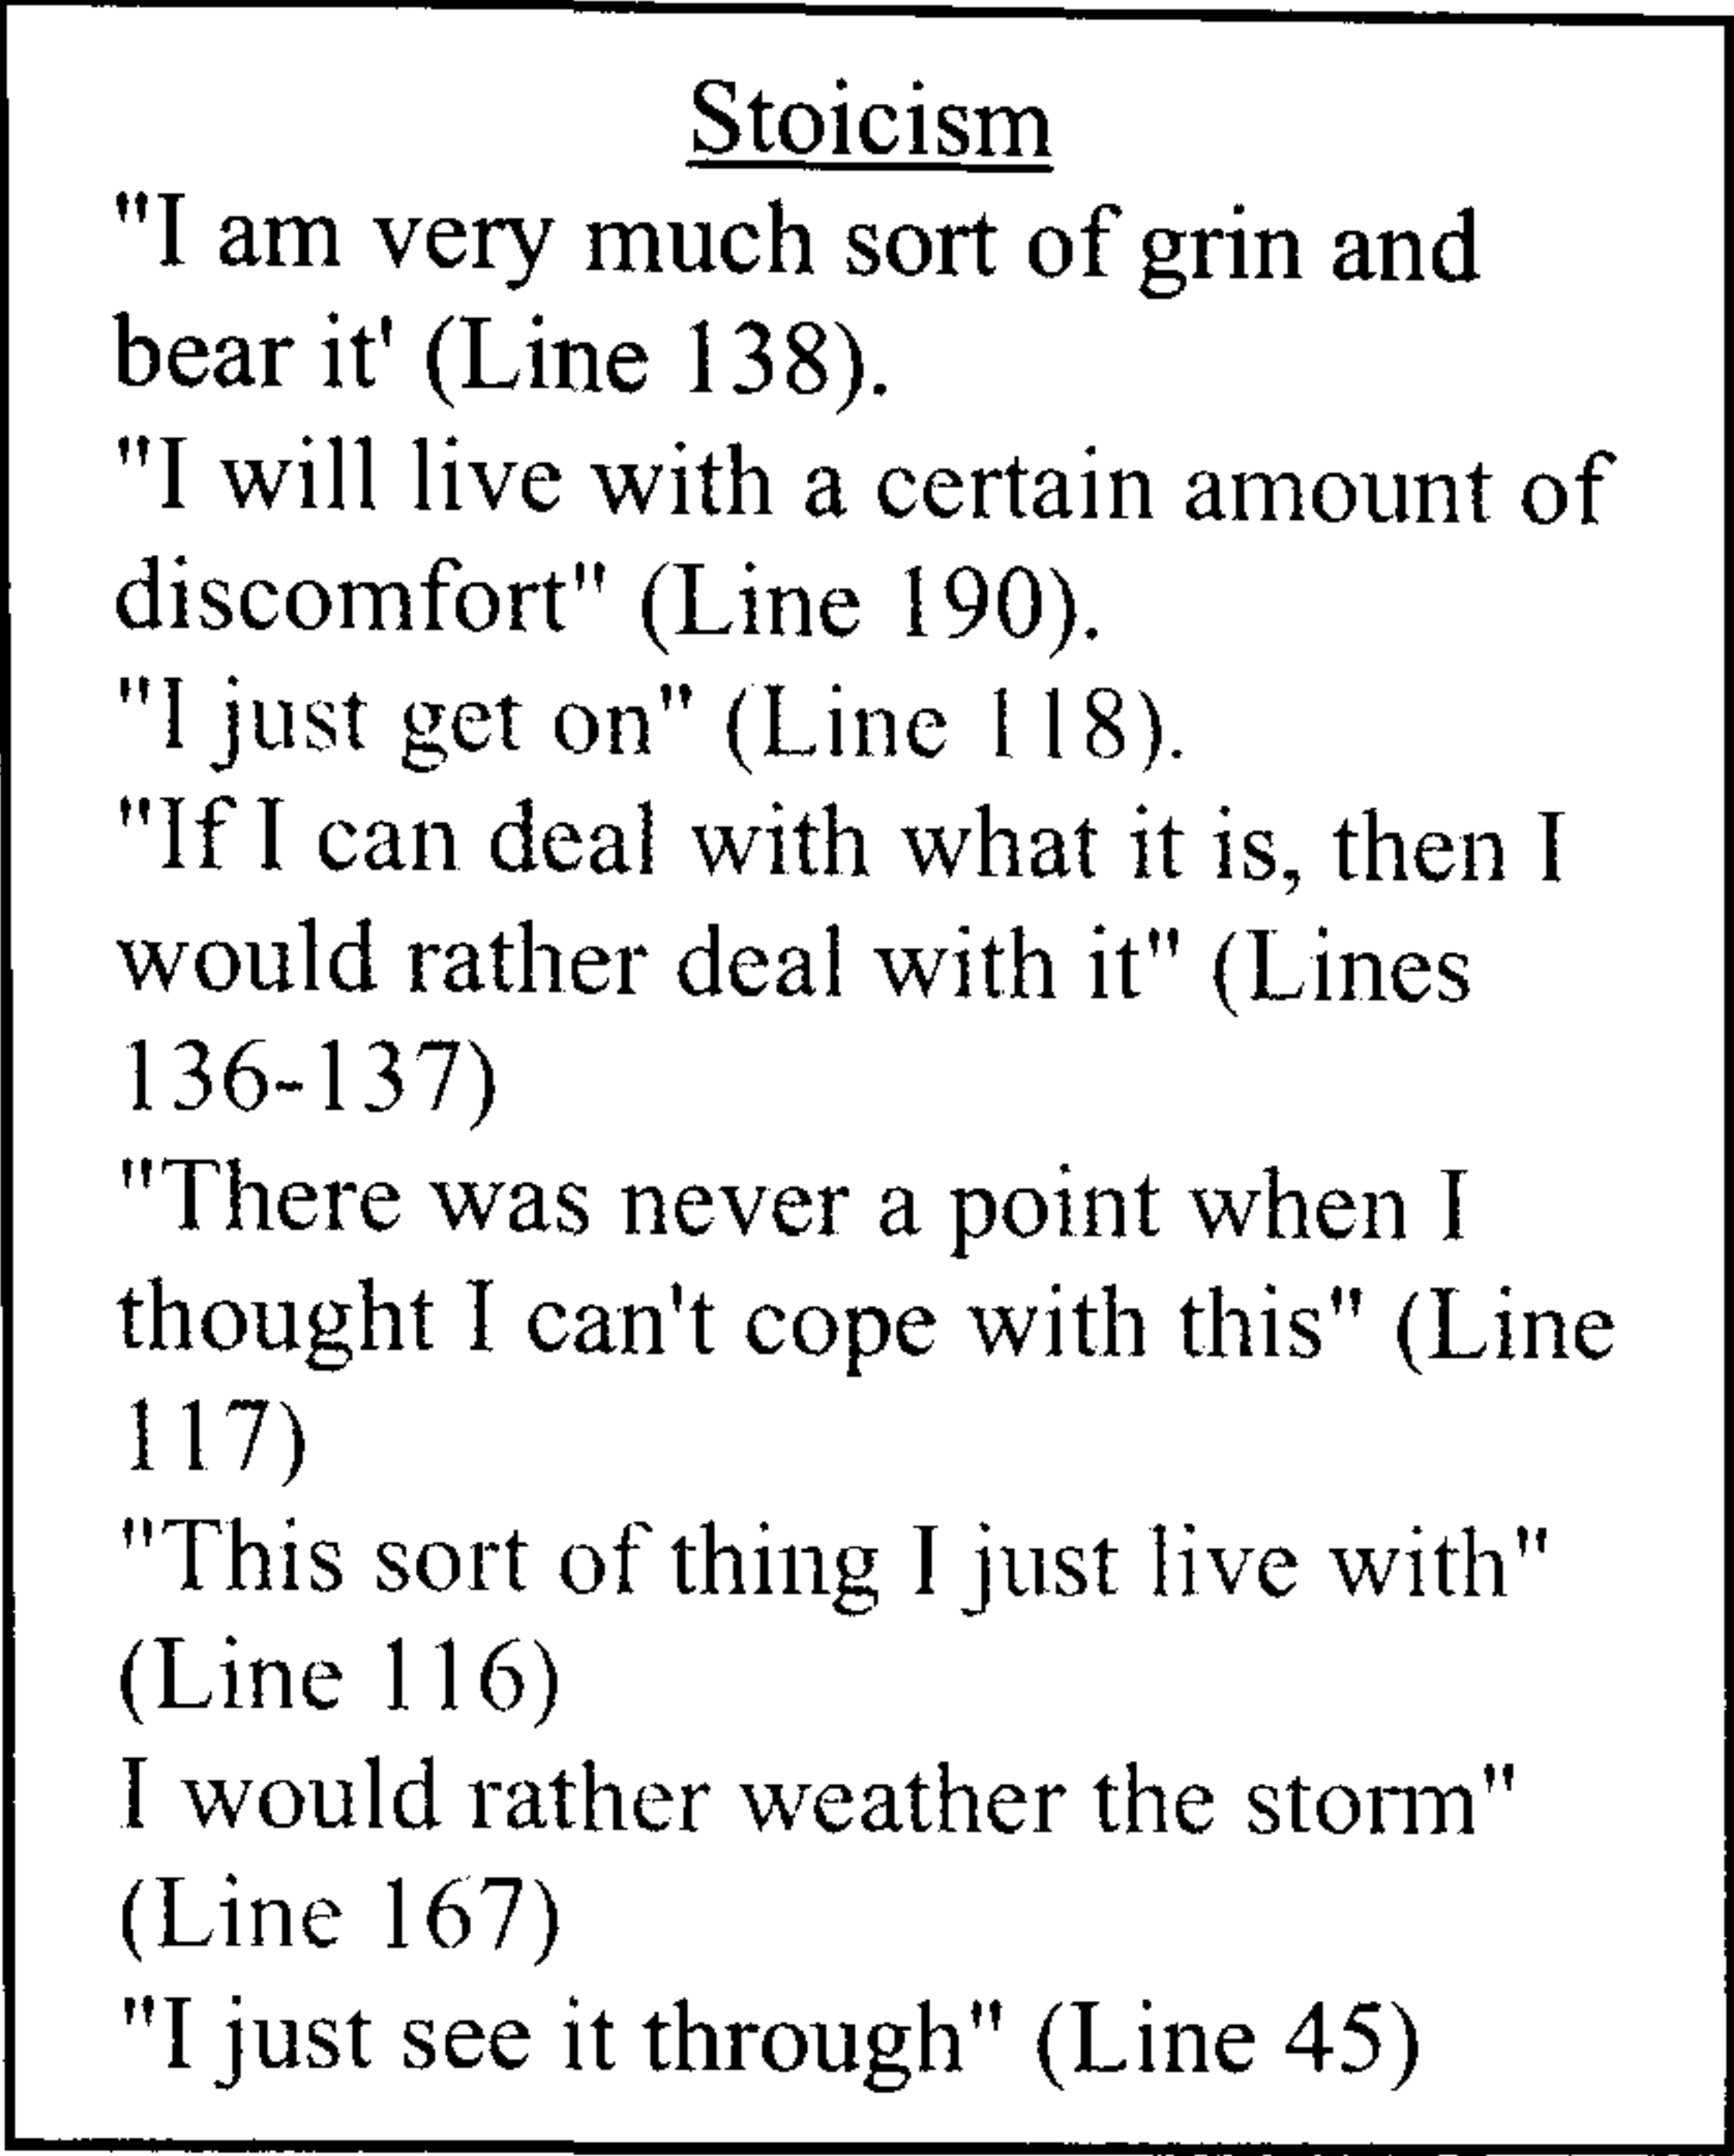 Stoicism
"I am very much sort of grin and
bear it' (Line 138).
"I will live with a certain amount of
discomfort" (Line 190).
"I just get on" (Line 118).
"If I can deal with what it is, then I
would rather deal with it" (Lines
136-137)
"There was never a point when I
thought I can't cope with this" (Line
117)
"This sort of thing I just live with"
(Line 116)
I would rather weather the storm"
(Line 167)
"I just see it through" (Line 45)